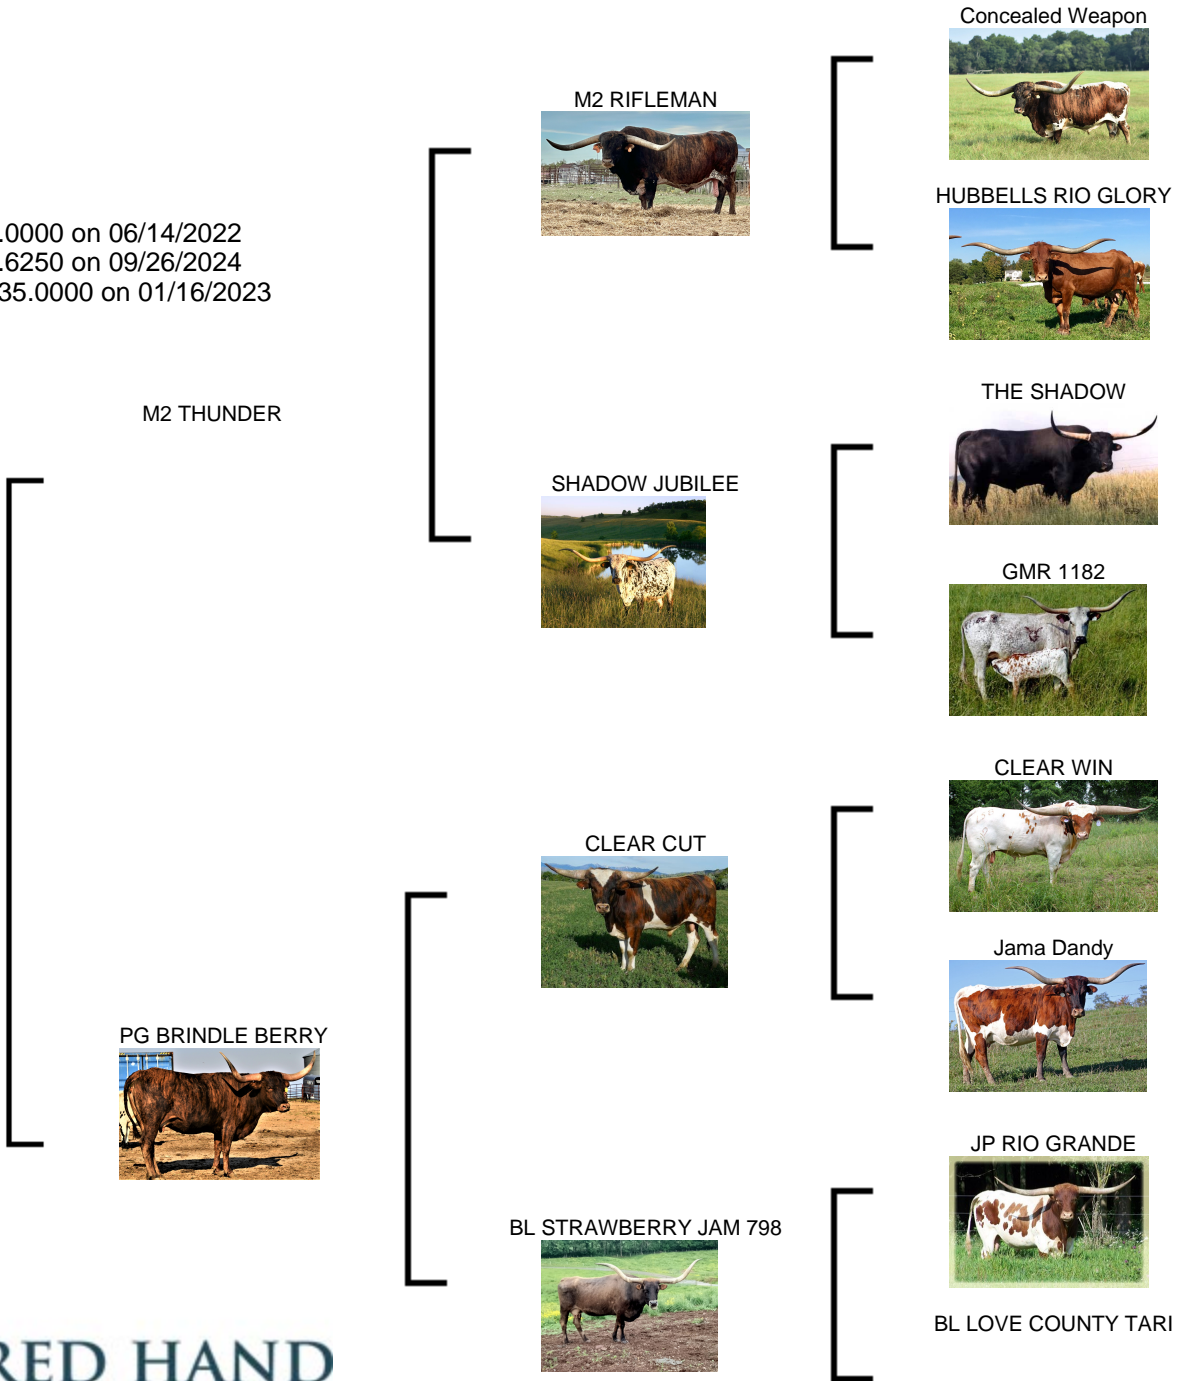 Concealed Weapon
M2 RIFLEMAN
HUBBELLS RIO GLORY
.0000 on 06/14/2022
.6250 on 09/26/2024
35.0000 on 01/16/2023
THE SHADOW
M2 THUNDER
SHADOW JUBILEE
GMR 1182
CLEAR WIN
CLEAR CUT
Jama Dandy
PG BRINDLE BERRY
JP RIO GRANDE
BL STRAWBERRY JAM 798
BL LOVE COUNTY TARI
RED HAND